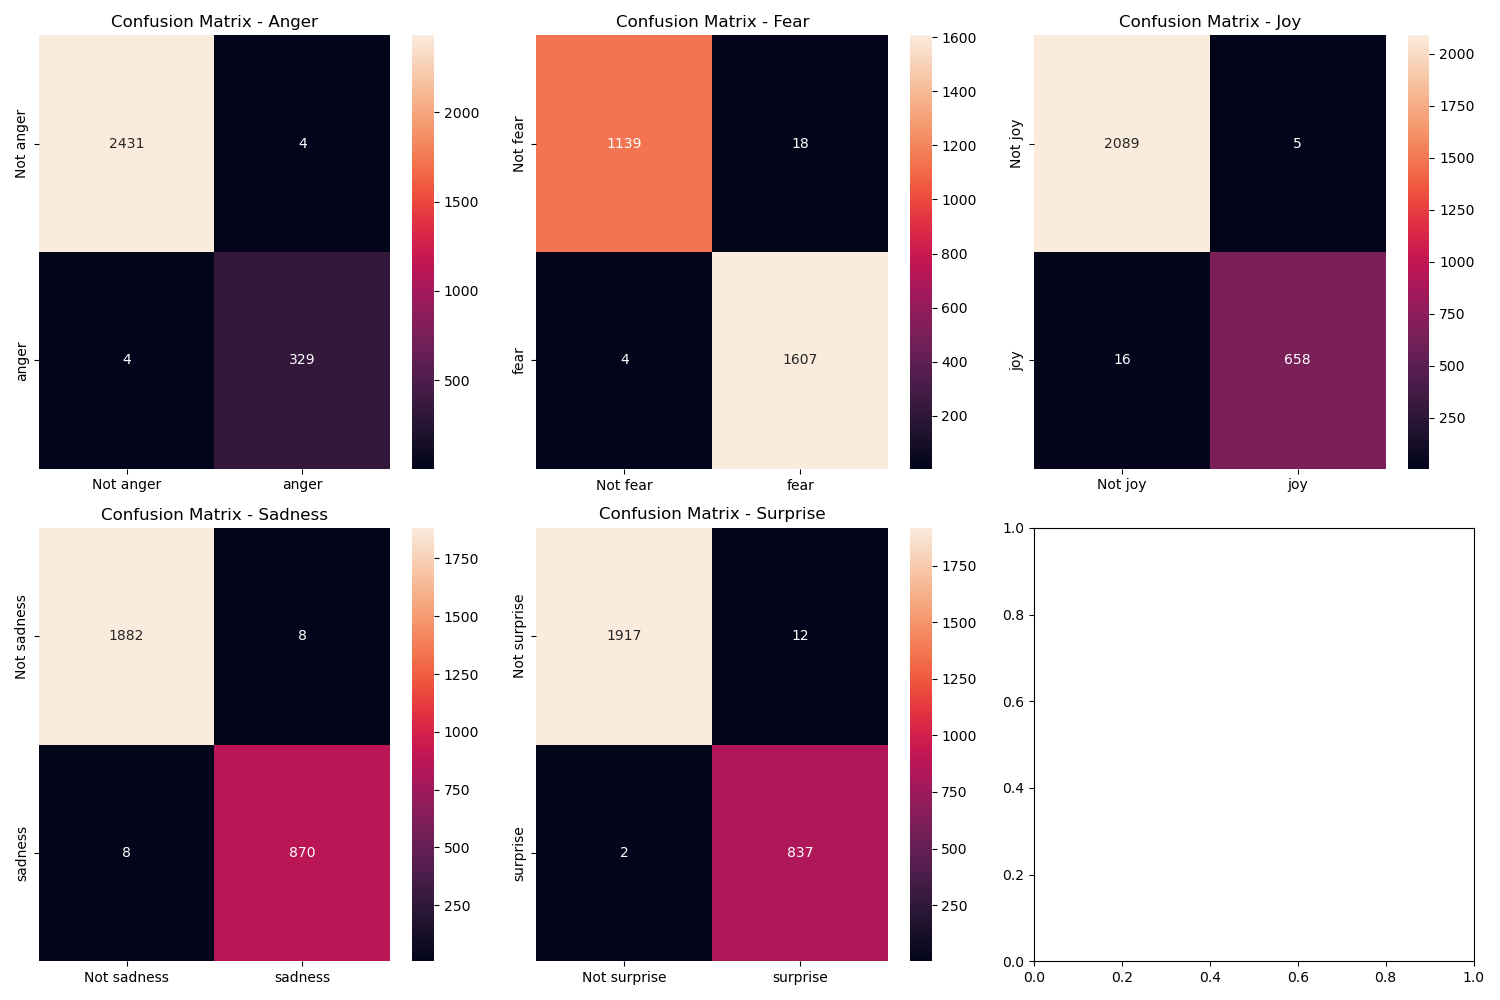 Confusion Matrix - Anger
Not anger
anger
2431
4
4
329
Not anger
anger
2000
1500
1000
500
Confusion Matrix - Fear
Not fear
fear
1139
18
4
1607
Not fear
fear
1600
1400
1200
1000
800
600
400
200
Confusion Matrix - Joy
Not joy
joy
2089
5
16
658
Not joy
joy
2000
1750
1500
1250
1000
750
500
250
Confusion Matrix - Sadness
Not sadness
sadness
1882
8
8
870
Not sadness
sadness
1750
1500
1250
1000
750
500
250
Confusion Matrix - Surprise
Not surprise
surprise
1917
12
2
837
Not surprise
surprise
1750
1500
1250
1000
750
500
250
1.0
0.8
0.6
0.4
0.2
0.0
0.0
0.2
0.4
0.6
0.8
1.0